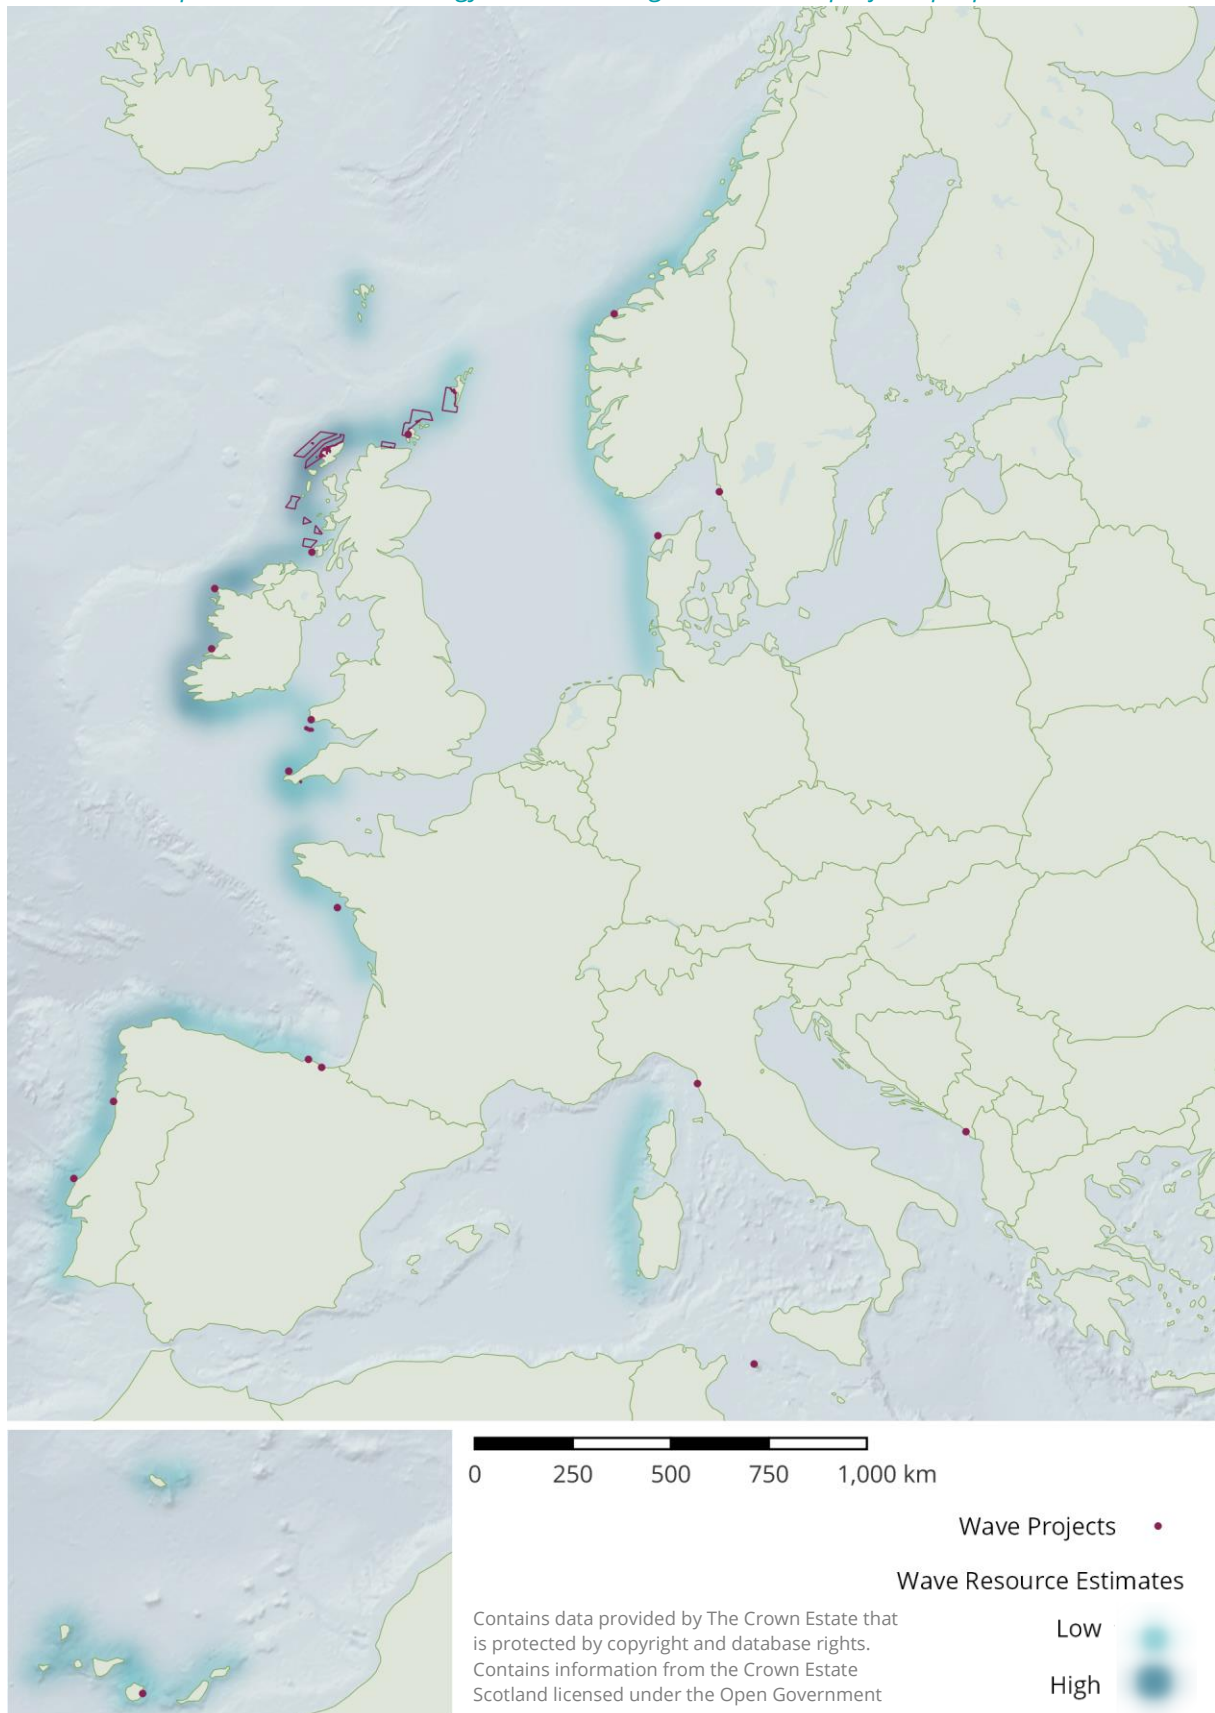 0 250 500 750 1,000 km
Wave Projects
Wave Resource Estimates
Low
High
Contains data provided by The Crown Estate that
is protected by copyright and database rights.
Contains information from the Crown Estate
Scotland licensed under the Open Government